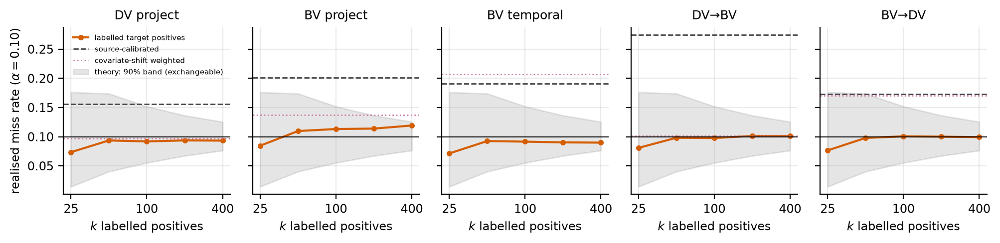 DV project
BV project
BV temporal
DV→BV
BV→DV
realised miss rate (α = 0.10)
0.25
0.20
0.15
0.10
0.05
labelled target positives
source-calibrated
covariate-shift weighted
theory: 90% band (exchangeable)
25 100 400
25 100 400
25 100 400
25 100 400
25 100 400
k labelled positives
k labelled positives
k labelled positives
k labelled positives
k labelled positives